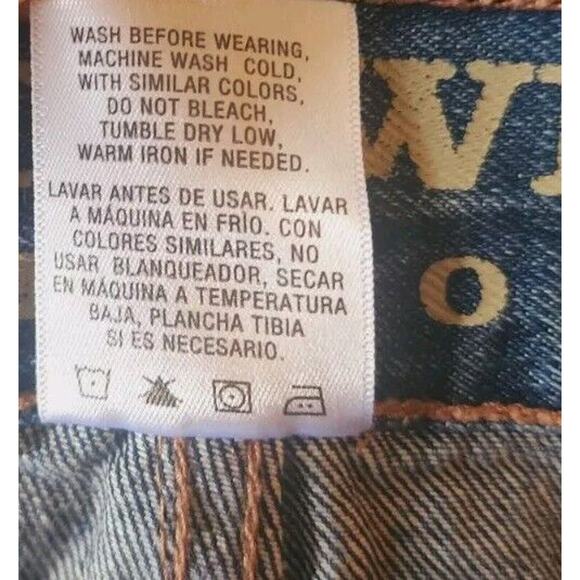 WASH BEFORE WEARING,
MACHINE WASH COLD,
WITH SIMILAR COLORS,
DO NOT BLEACH,
TUMBLE DRY LOW,
WARM IRON IF NEEDED.
LAVAR ANTES DE USAR. LAVAR
A MÁQUINA EN FRÍO. CON
COLORES SIMILARES, NO
USAR BLANQUEADOR, SECAR
EN MÁQUINA A TEMPERATURA
BAJA, PLANCHA TIBIA
SI ES NECESARIO.
W
O